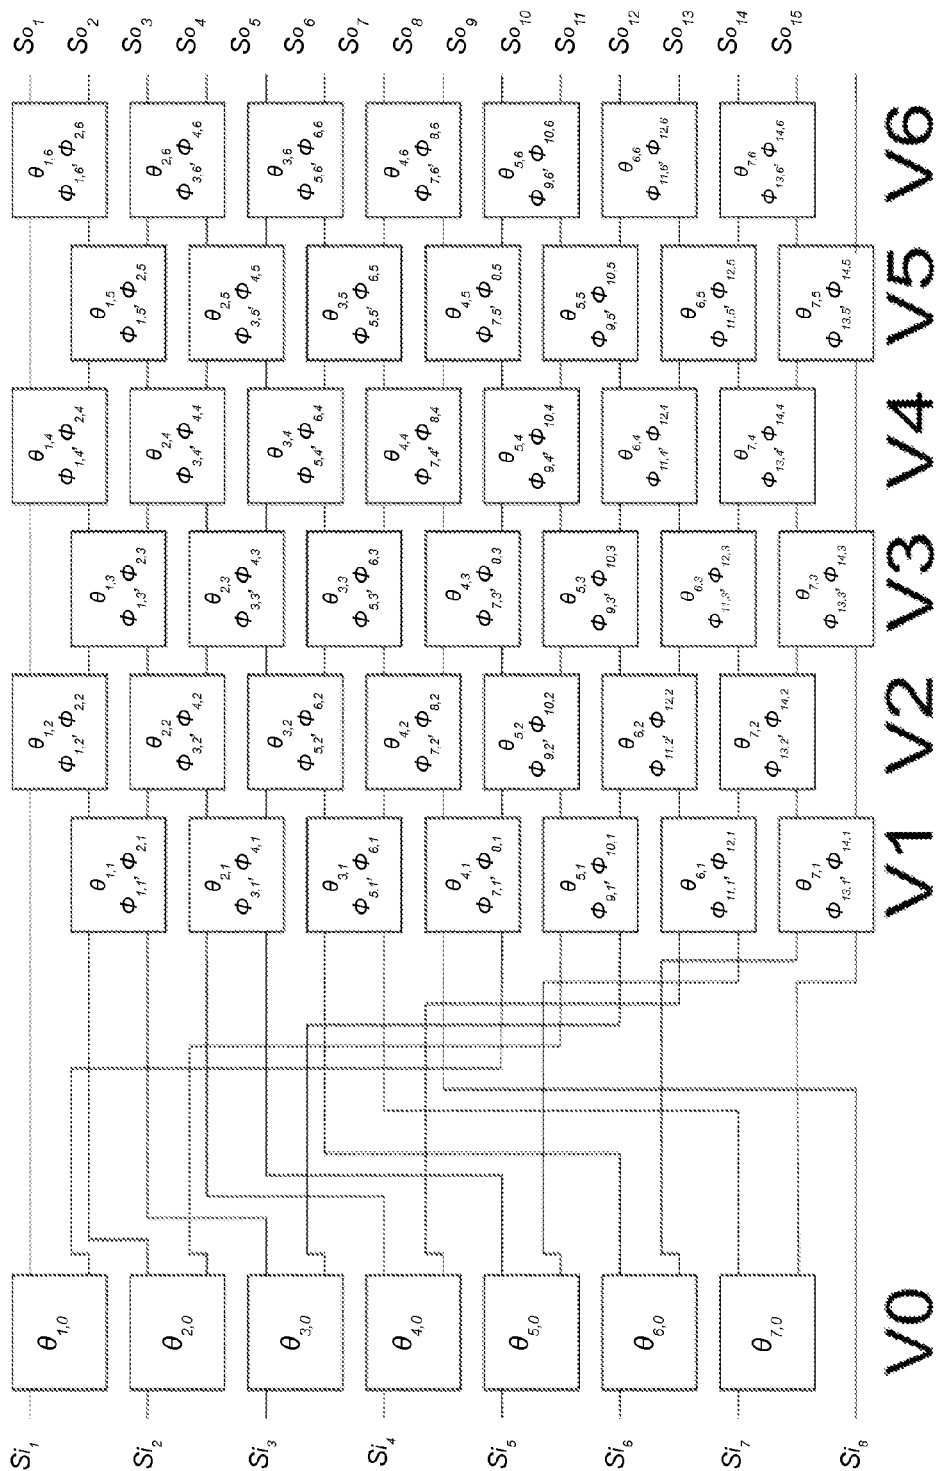 Si₁
Si₂
Si₃
Si₄
Si₅
Si₆
Si₇
Si₈
θ₁,₀
θ₂,₀
θ₃,₀
θ₄,₀
θ₅,₀
θ₆,₀
θ₇,₀
θ₁,₁
Φ₁,₁, Φ₂,₁
θ₂,₁
Φ₃,₁, Φ₄,₁
θ₃,₁
Φ₅,₁, Φ₆,₁
θ₄,₁
Φ₇,₁, Φ₈,₁
θ₅,₁
Φ₉,₁, Φ₁₀,₁
θ₆,₁
Φ₁₁,₁, Φ₁₂,₁
θ₇,₁
Φ₁₃,₁, Φ₁₄,₁
θ₁,₂
Φ₁,₂, Φ₂,₂
θ₂,₂
Φ₃,₂, Φ₄,₂
θ₃,₂
Φ₅,₂, Φ₆,₂
θ₄,₂
Φ₇,₂, Φ₈,₂
θ₅,₂
Φ₉,₂, Φ₁₀,₂
θ₆,₂
Φ₁₁,₂, Φ₁₂,₂
θ₇,₂
Φ₁₃,₂, Φ₁₄,₂
θ₁,₃
Φ₁,₃, Φ₂,₃
θ₂,₃
Φ₃,₃, Φ₄,₃
θ₃,₃
Φ₅,₃, Φ₆,₃
θ₄,₃
Φ₇,₃, Φ₈,₃
θ₅,₃
Φ₉,₃, Φ₁₀,₃
θ₆,₃
Φ₁₁,₃, Φ₁₂,₃
θ₇,₃
Φ₁₃,₃, Φ₁₄,₃
θ₁,₄
Φ₁,₄, Φ₂,₄
θ₂,₄
Φ₃,₄, Φ₄,₄
θ₃,₄
Φ₅,₄, Φ₆,₄
θ₄,₄
Φ₇,₄, Φ₈,₄
θ₅,₄
Φ₉,₄, Φ₁₀,₄
θ₆,₄
Φ₁₁,₄, Φ₁₂,₄
θ₇,₄
Φ₁₃,₄, Φ₁₄,₄
θ₁,₅
Φ₁,₅, Φ₂,₅
θ₂,₅
Φ₃,₅, Φ₄,₅
θ₃,₅
Φ₅,₅, Φ₆,₅
θ₄,₅
Φ₇,₅, Φ₈,₅
θ₅,₅
Φ₉,₅, Φ₁₀,₅
θ₆,₅
Φ₁₁,₅, Φ₁₂,₅
θ₇,₅
Φ₁₃,₅, Φ₁₄,₅
θ₁,₆
Φ₁,₆, Φ₂,₆
θ₂,₆
Φ₃,₆, Φ₄,₆
θ₃,₆
Φ₅,₆, Φ₆,₆
θ₄,₆
Φ₇,₆, Φ₈,₆
θ₅,₆
Φ₉,₆, Φ₁₀,₆
θ₆,₆
Φ₁₁,₆, Φ₁₂,₆
θ₇,₆
Φ₁₃,₆, Φ₁₄,₆
So₁
So₂
So₃
So₄
So₅
So₆
So₇
So₈
So₉
So₁₀
So₁₁
So₁₂
So₁₃
So₁₄
So₁₅
V0 V1 V2 V3 V4 V5 V6